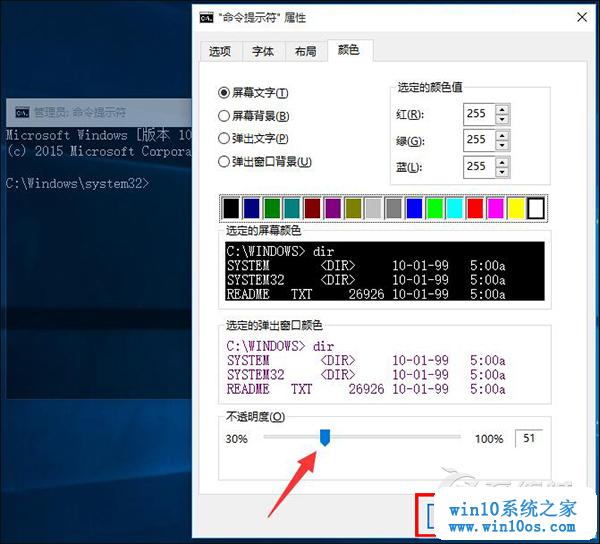 "命令提示符" 属性
选项 字体 布局 颜色
屏幕文字(T)
屏幕背景(B)
弹出文字(P)
弹出窗口背景(U)
选定的颜色值
红(R): 255
绿(G): 255
蓝(L): 255
选定的屏幕颜色
C:\WINDOWS> dir
SYSTEM <DIR> 10-01-99 5:00a
SYSTEM32 <DIR> 10-01-99 5:00a
README TXT 26926 10-01-99 5:00a
选定的弹出窗口颜色
C:\WINDOWS> dir
SYSTEM <DIR> 10-01-99 5:00a
SYSTEM32 <DIR> 10-01-99 5:00a
README TXT 26926 10-01-99 5:00a
不透明度(O)
30% 100% 51
管理员: 命令提示符
Microsoft Windows [版本 10
(c) 2015 Microsoft Corpora
C:\Windows\system32>
win10系统之家
www.win10os.com